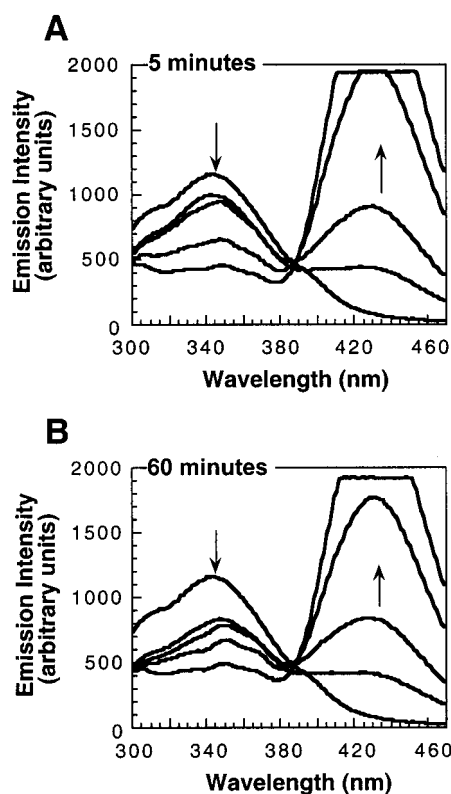 A
5 minutes
Emission Intensity
(arbitrary units)
2000
1500
1000
500
0
300 340 380 420 460
Wavelength (nm)
B
60 minutes
Emission Intensity
(arbitrary units)
2000
1500
1000
500
0
300 340 380 420 460
Wavelength (nm)